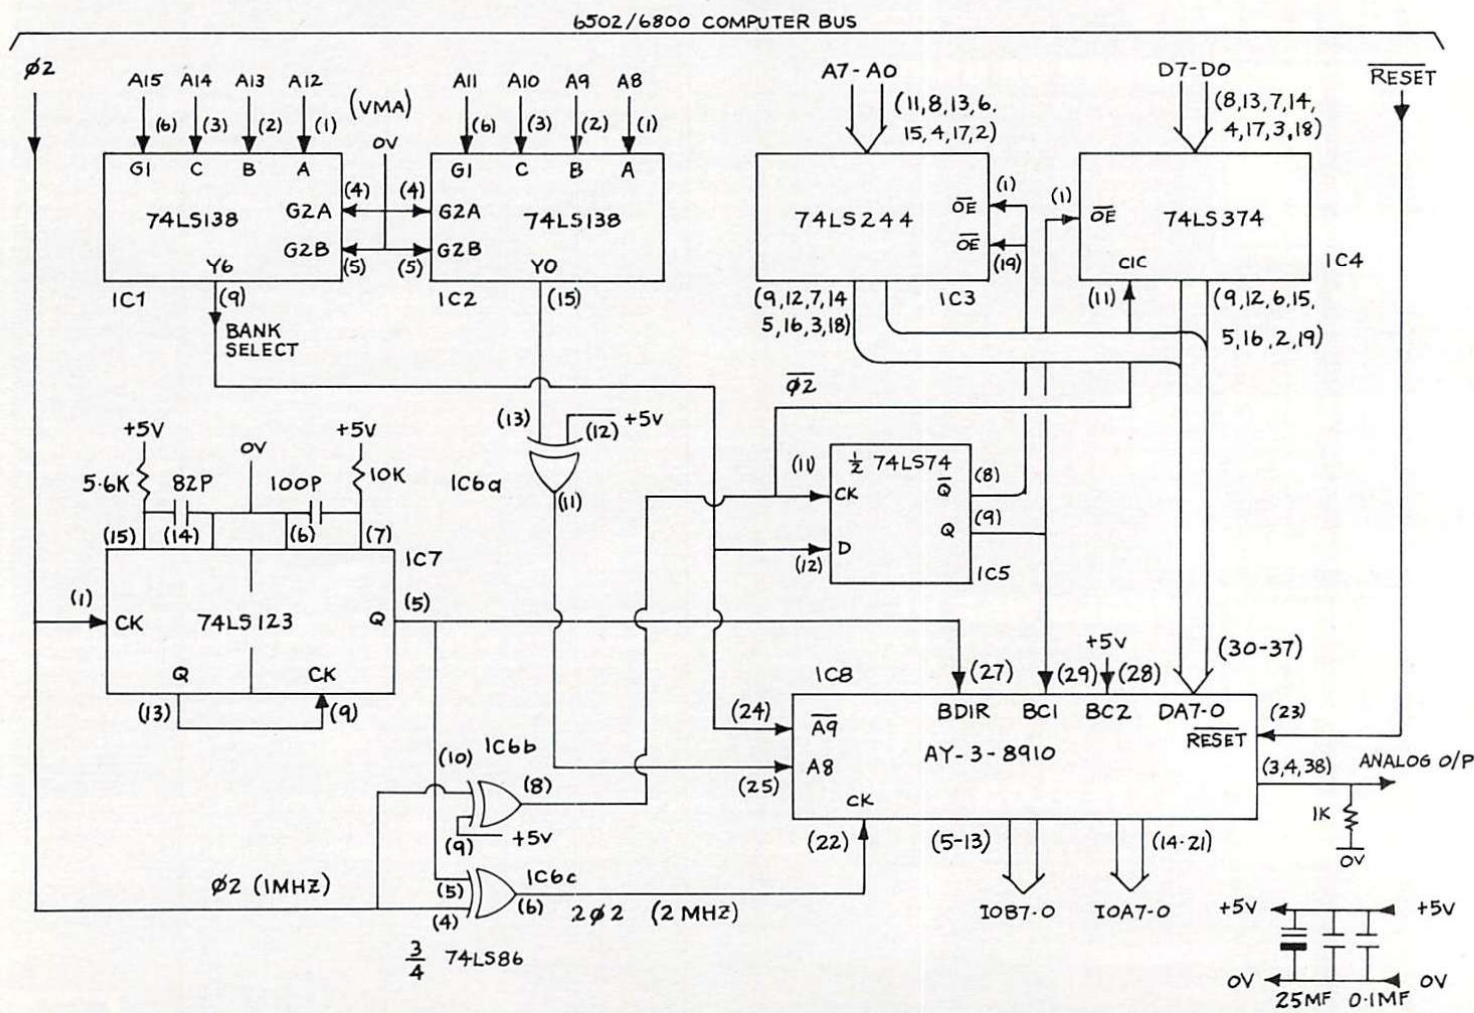 6502/6800 COMPUTER BUS
Ø2
A15 A14 A13 A12
(VMA)
A11 A10 A9 A8
A7-A0
D7-D0
RESET
(6) (3) (2) (1)
(6) (3) (2) (1)
(11,8,13,6,
15,4,17,2)
(8,13,7,14,
4,17,3,18)
0V
G1 C B A
74LS138
G2A
G2B
Y6
(4)
(5)
IC1
(9)
G1 C B A
74LS138
G2A
G2B
Y0
(4)
(5)
IC2
(15)
74LS244
OE
OE
(1)
(19)
IC3
(9,12,7,14
5,16,3,18)
(1)
OE
74LS374
CIC
IC4
(11)
(9,12,6,15,
5,16,2,19)
BANK
SELECT
Ø2
(13)
(12)
+5V
IC6a
(11)
(11)
½ 74LS74
CK
Q
(8)
Q
(9)
D
(12)
IC5
+5V
0V
+5V
5.6K
82P
100P
10K
(15)
(14)
(6)
(7)
IC7
(1)
CK
74LS123
Q
(5)
Q
CK
(13)
(9)
+5V
IC8
(27)
(29)
(28)
(30-37)
(24)
A9
BDIR BC1 BC2 DA7-0
RESET
(23)
AY-3-8910
A8
(25)
CK
(22)
(3,4,38)
ANALOG O/P
1K
0V
(5-13)
(14-21)
IOB7-0
IOA7-0
(10)
IC6b
(8)
+5V
(9)
IC6c
(5)
(4)
(6)
Ø2 (1MHZ)
2Ø2 (2MHZ)
¾ 74LS86
+5V
+5V
0V
0V
25MF 0.1MF